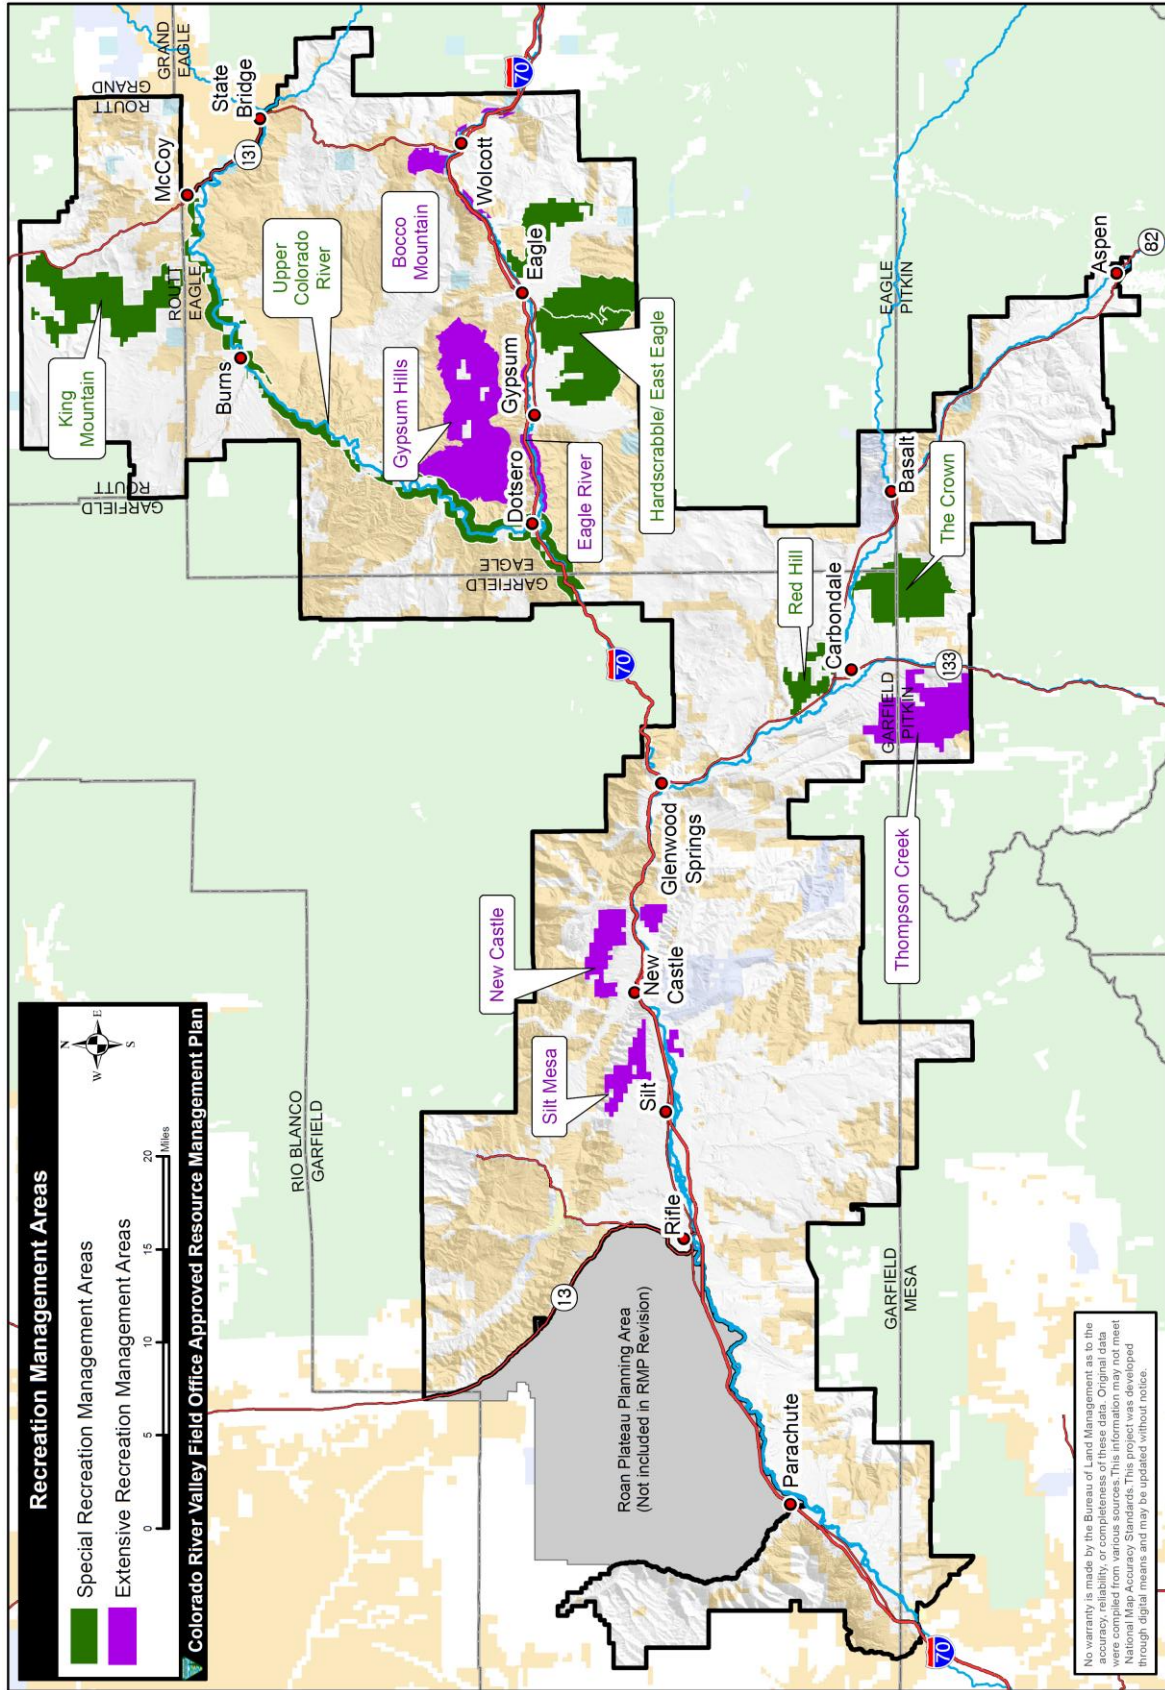 Recreation Management Areas
Special Recreation Management Areas
Extensive Recreation Management Areas
N
W
E
S
0
5
10
15
20
Miles
Colorado River Valley Field Office Approved Resource Management Plan
RIO BLANCO
GARFIELD
13
Roan Plateau Planning Area
(Not included in RMP Revision)
Parachute
70
Rifle
Silt
Silt Mesa
New
Castle
New Castle
Glenwood
Springs
70
GARFIELD
MESA
Thompson Creek
GARFIELD
PITKIN
133
Carbondale
Red Hill
The Crown
Basalt
EAGLE
PITKIN
Aspen
82
GARFIELD
EAGLE
Dotsero
Eagle River
Gypsum
Gypsum Hills
Hardscrabble/ East Eagle
Eagle
Bocco
Mountain
Wolcott
70
Upper
Colorado
River
Burns
King
Mountain
GARFIELD
ROUTT
ROUTT
EAGLE
McCoy
131
State
Bridge
ROUTT
GRAND
GRAND
EAGLE
No warranty is made by the Bureau of Land Management as to the
accuracy, reliability, or completeness of these data. Original data
were compiled from various sources. This information may not meet
National Map Accuracy Standards. This project was developed
through digital means and may be updated without notice.